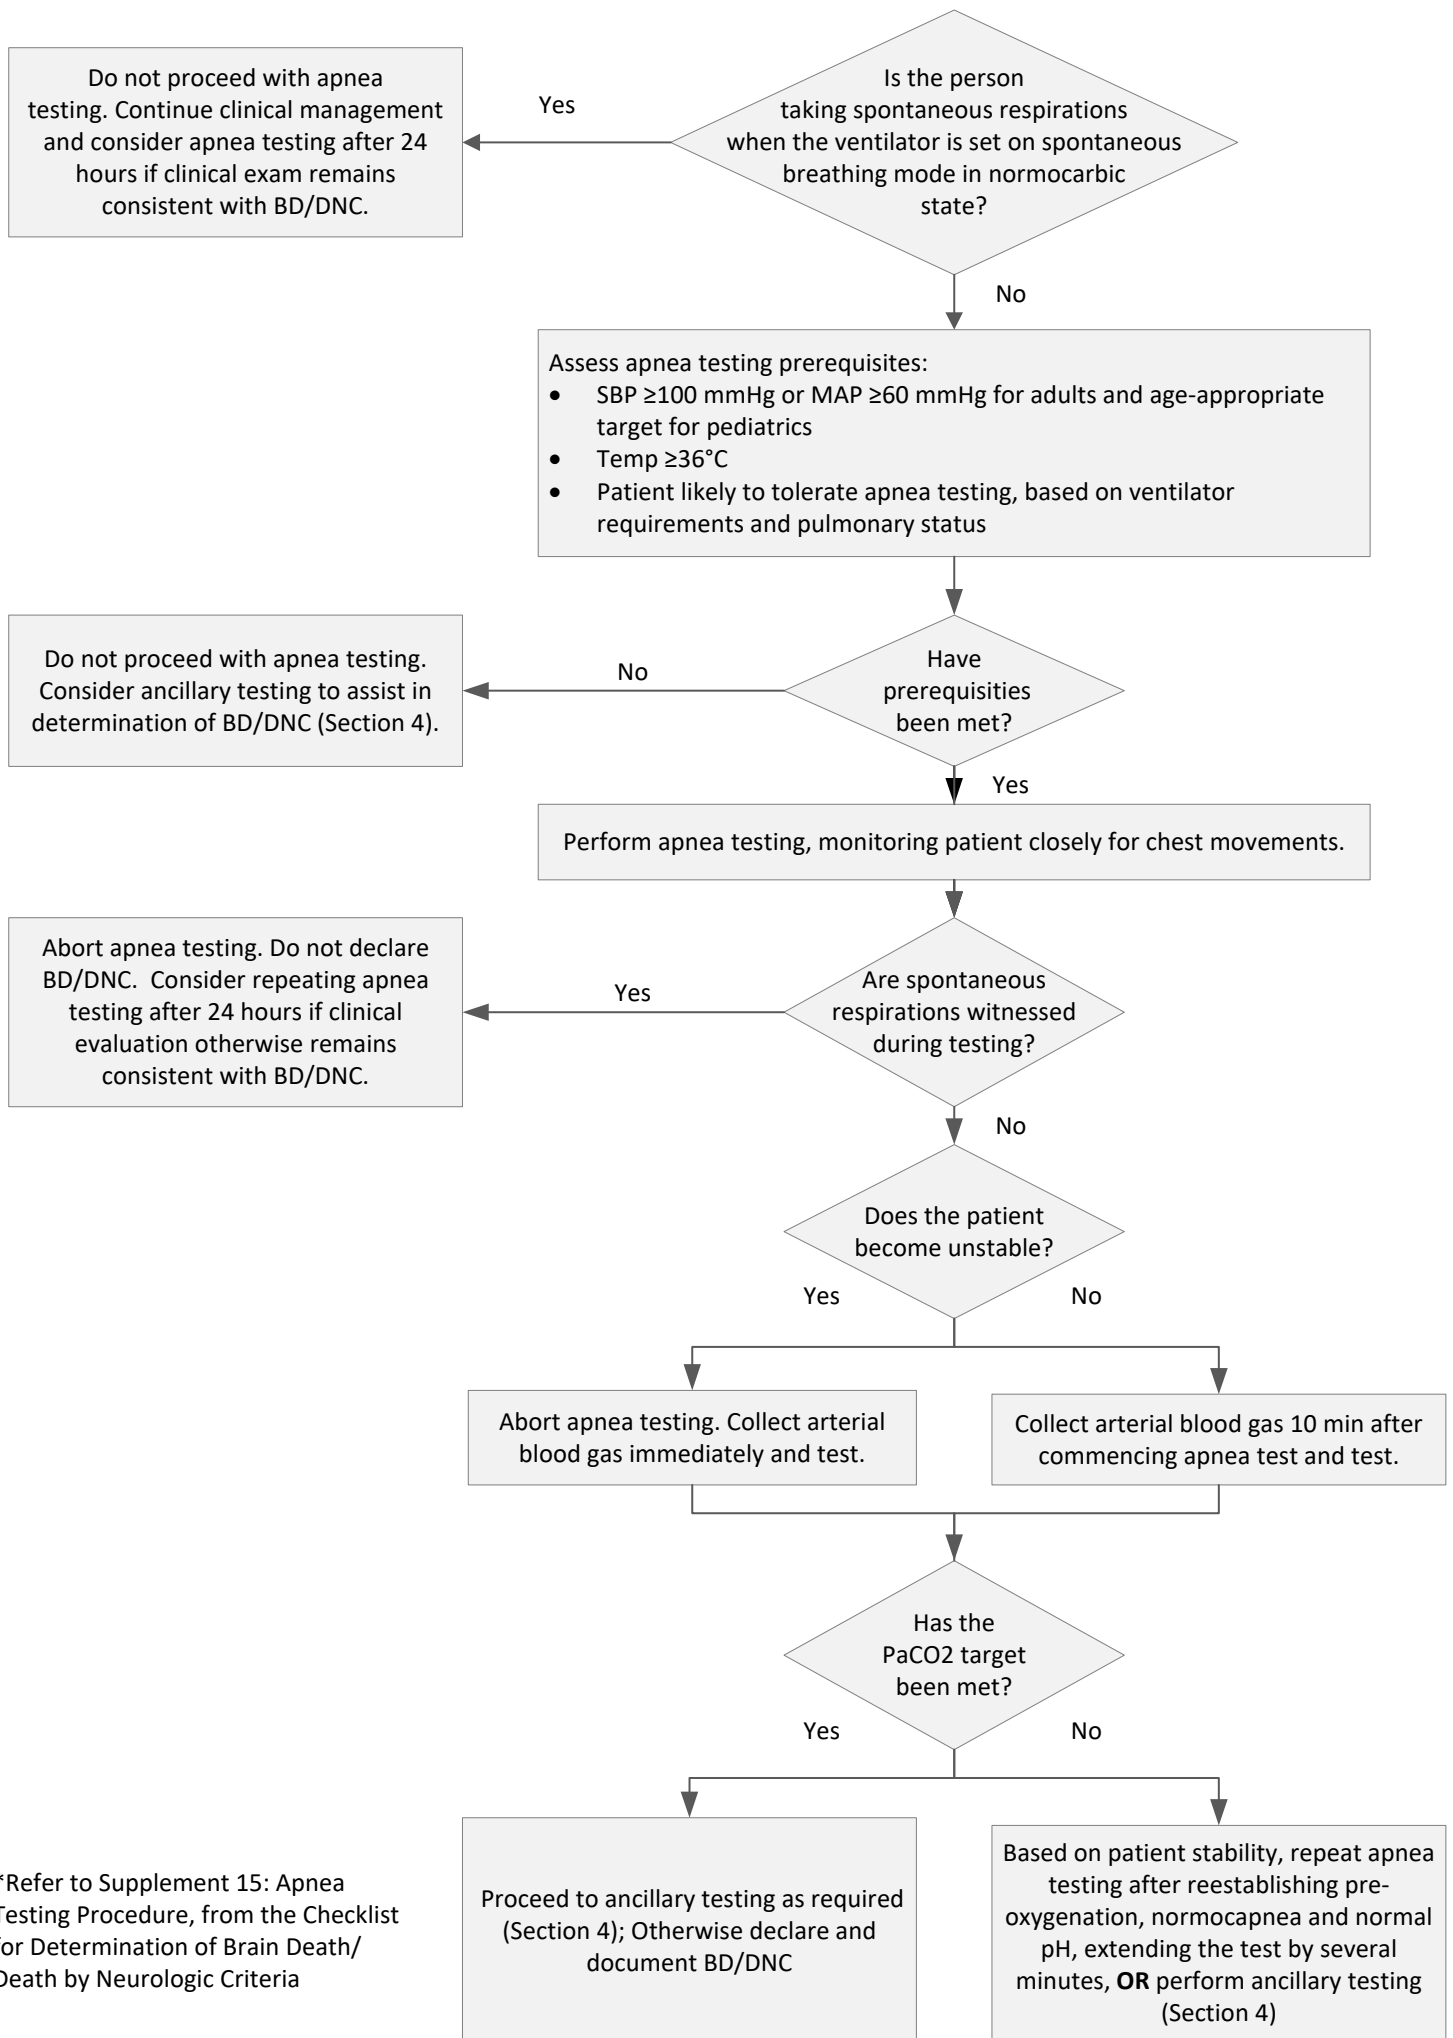 Is the person
taking spontaneous respirations
when the ventilator is set on spontaneous
breathing mode in normocarbic
state?
Yes
Do not proceed with apnea
testing. Continue clinical management
and consider apnea testing after 24
hours if clinical exam remains
consistent with BD/DNC.
No
Assess apnea testing prerequisites:
• SBP ≥100 mmHg or MAP ≥60 mmHg for adults and age-appropriate
target for pediatrics
• Temp ≥36°C
• Patient likely to tolerate apnea testing, based on ventilator
requirements and pulmonary status
Have
prerequisities
been met?
No
Do not proceed with apnea testing.
Consider ancillary testing to assist in
determination of BD/DNC (Section 4).
Yes
Perform apnea testing, monitoring patient closely for chest movements.
Are spontaneous
respirations witnessed
during testing?
Yes
Abort apnea testing. Do not declare
BD/DNC.  Consider repeating apnea
testing after 24 hours if clinical
evaluation otherwise remains
consistent with BD/DNC.
No
Does the patient
become unstable?
Yes
No
Abort apnea testing. Collect arterial
blood gas immediately and test.
Collect arterial blood gas 10 min after
commencing apnea test and test.
Has the
PaCO2 target
been met?
Yes
No
Proceed to ancillary testing as required
(Section 4); Otherwise declare and
document BD/DNC
Based on patient stability, repeat apnea
testing after reestablishing pre-
oxygenation, normocapnea and normal
pH, extending the test by several
minutes, OR perform ancillary testing
(Section 4)
*Refer to Supplement 15: Apnea
Testing Procedure, from the Checklist
for Determination of Brain Death/
Death by Neurologic Criteria